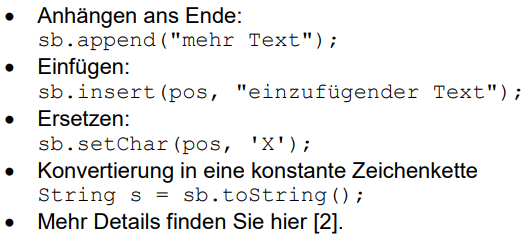 • Anhängen ans Ende:
sb.append("mehr Text");
• Einfügen:
sb.insert(pos, "einzufügender Text");
• Ersetzen:
sb.setChar(pos, 'X');
• Konvertierung in eine konstante Zeichenkette
String s = sb.toString();
• Mehr Details finden Sie hier [2].